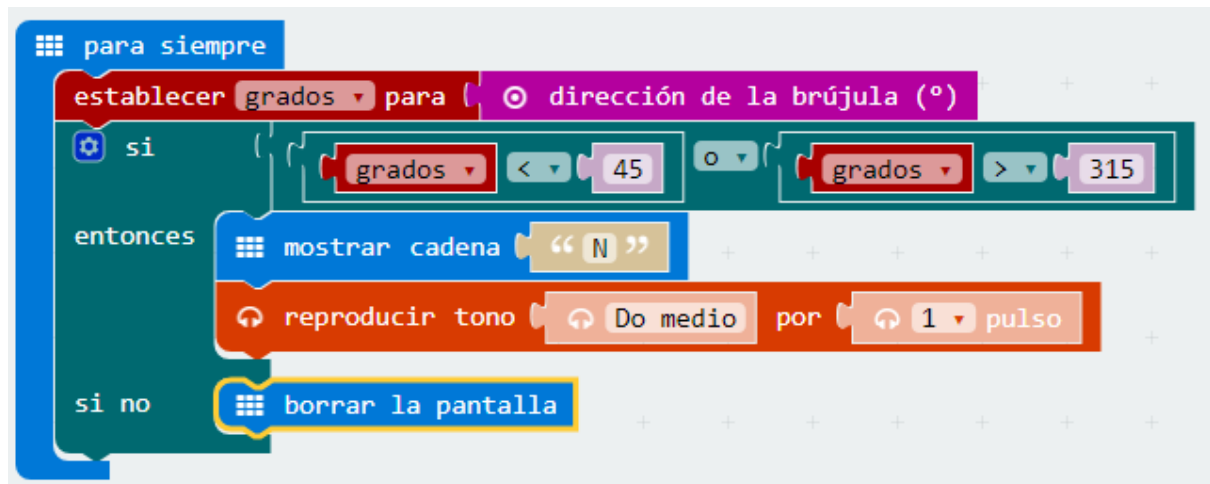 para siempre
establecer grados para dirección de la brújula (º)
si grados < 45 o grados > 315
entonces mostrar cadena “ N ”
reproducir tono Do medio por 1 pulso
si no borrar la pantalla